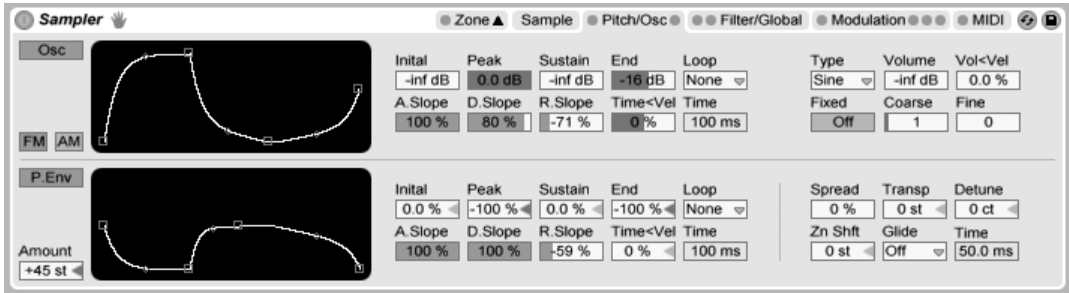 Sampler Zone Sample Pitch/Osc Filter/Global Modulation MIDI
Osc Inital Peak Sustain End Loop Type Volume Vol<Vel
-inf dB 0.0 dB -inf dB -16 dB None Sine -inf dB 0.0 %
A.Slope D.Slope R.Slope Time<Vel Time Fixed Coarse Fine
FM AM 100 % 80 % -71 % 0 % 100 ms Off 1 0
P.Env Inital Peak Sustain End Loop Spread Transp Detune
0.0 % -100 % 0.0 % -100 % None 0 % 0 st 0 ct
A.Slope D.Slope R.Slope Time<Vel Time Zn Shft Glide Time
Amount 100 % 100 % -59 % 0 % 100 ms 0 st Off 50.0 ms
+45 st